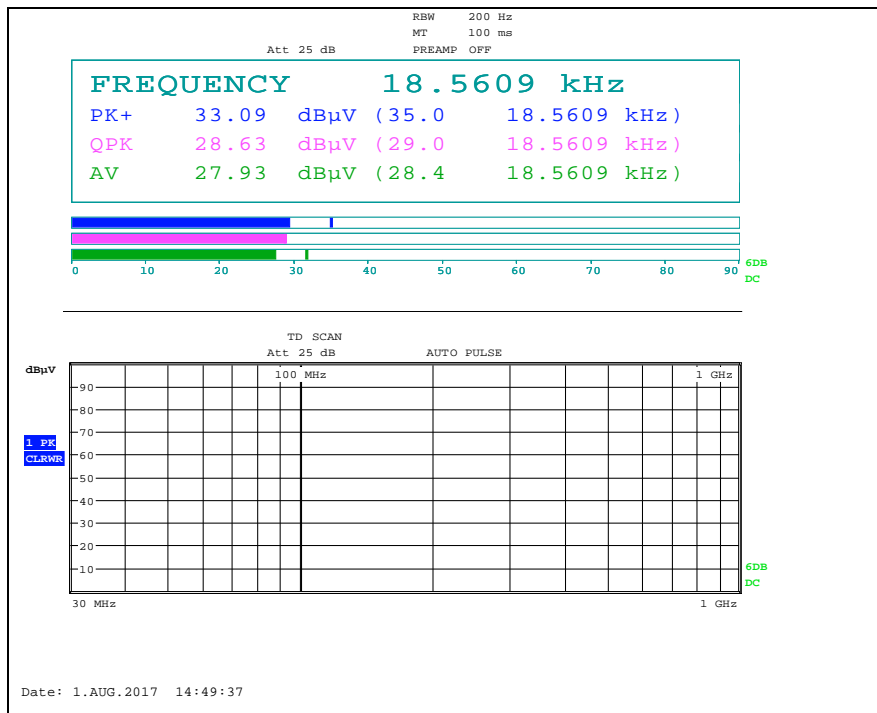 RBW 200 Hz
MT 100 ms
Att 25 dB PREAMP OFF
FREQUENCY 18.5609 kHz
PK+ 33.09 dBµV (35.0 18.5609 kHz)
QPK 28.63 dBµV (29.0 18.5609 kHz)
AV 27.93 dBµV (28.4 18.5609 kHz)
0 10 20 30 40 50 60 70 80 90
6DB
DC
TD SCAN
Att 25 dB AUTO PULSE
dBµV
100 MHz 1 GHz
90
80
70
1 PK
60
CLRWR
50
40
30
20
10
6DB
DC
30 MHz 1 GHz
Date: 1.AUG.2017 14:49:37